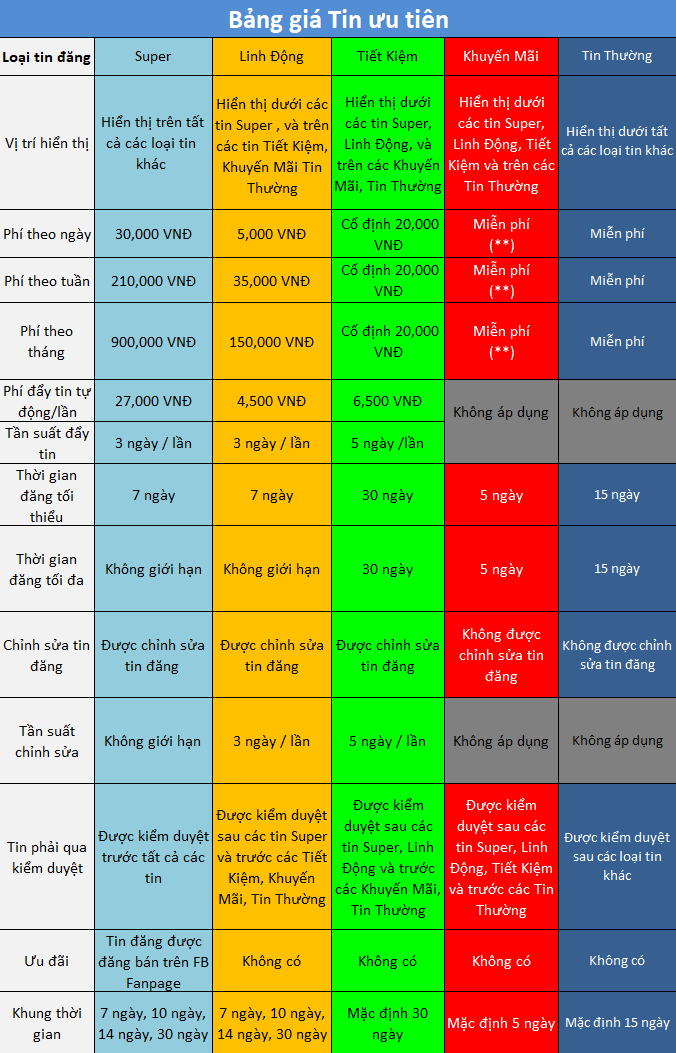 Bảng giá Tin ưu tiên
Loại tin đăng
Super
Linh Động
Tiết Kiệm
Khuyến Mãi
Tin Thường
Vị trí hiển thị
Hiển thị trên tất
cả các loại tin
khác
Hiển thị dưới các
tin Super , và trên
các tin Tiết Kiệm,
Khuyến Mãi Tin
Thường
Hiển thị dưới
các tin Super,
Linh Động, và
trên các Khuyến
Mãi, Tin Thường
Hiển thị dưới
các tin Super,
Linh Động, Tiết
Kiệm và trên các
Tin Thường
Hiển thị dưới tất
cả các loại tin khác
Phí theo ngày
30,000 VNĐ
5,000 VNĐ
Cố định 20,000
VNĐ
Miễn phí
(**)
Miễn phí
Phí theo tuần
210,000 VNĐ
35,000 VNĐ
Cố định 20,000
VNĐ
Miễn phí
(**)
Miễn phí
Phí theo
tháng
900,000 VNĐ
150,000 VNĐ
Cố định 20,000
VNĐ
Miễn phí
(**)
Miễn phí
Phí đẩy tin tự
động/lần
27,000 VNĐ
4,500 VNĐ
6,500 VNĐ
Không áp dụng
Không áp dụng
Tần suất đẩy
tin
3 ngày / lần
3 ngày / lần
5 ngày /lần
Thời gian
đăng tối
thiểu
7 ngày
7 ngày
30 ngày
5 ngày
15 ngày
Thời gian
đăng tối đa
Không giới hạn
Không giới hạn
30 ngày
5 ngày
15 ngày
Chỉnh sửa tin
đăng
Được chỉnh sửa
tin đăng
Được chỉnh sửa
tin đăng
Được chỉnh sửa
tin đăng
Không được
chỉnh sửa tin
đăng
Không được chỉnh
sửa tin đăng
Tần suất
chỉnh sửa
Không giới hạn
3 ngày / lần
5 ngày / lần
Không áp dụng
Không áp dụng
Tin phải qua
kiểm duyệt
Được kiểm duyệt
trước tất cả các
tin
Được kiểm duyệt
sau các tin Super
và trước các Tiết
Kiệm, Khuyến
Mãi, Tin Thường
Được kiểm
duyệt sau các
tin Super, Linh
Động và trước
các Khuyến Mãi,
Tin Thường
Được kiểm
duyệt sau các
tin Super, Linh
Động, Tiết Kiệm
và trước các Tin
Thường
Được kiểm duyệt
sau các loại tin
khác
Ưu đãi
Tin đăng được
đăng bán trên FB
Fanpage
Không có
Không có
Không có
Không có
Khung thời
gian
7 ngày, 10 ngày,
14 ngày, 30 ngày
7 ngày, 10 ngày,
14 ngày, 30 ngày
Mặc định 30
ngày
Mặc định 5 ngày
Mặc định 15 ngày